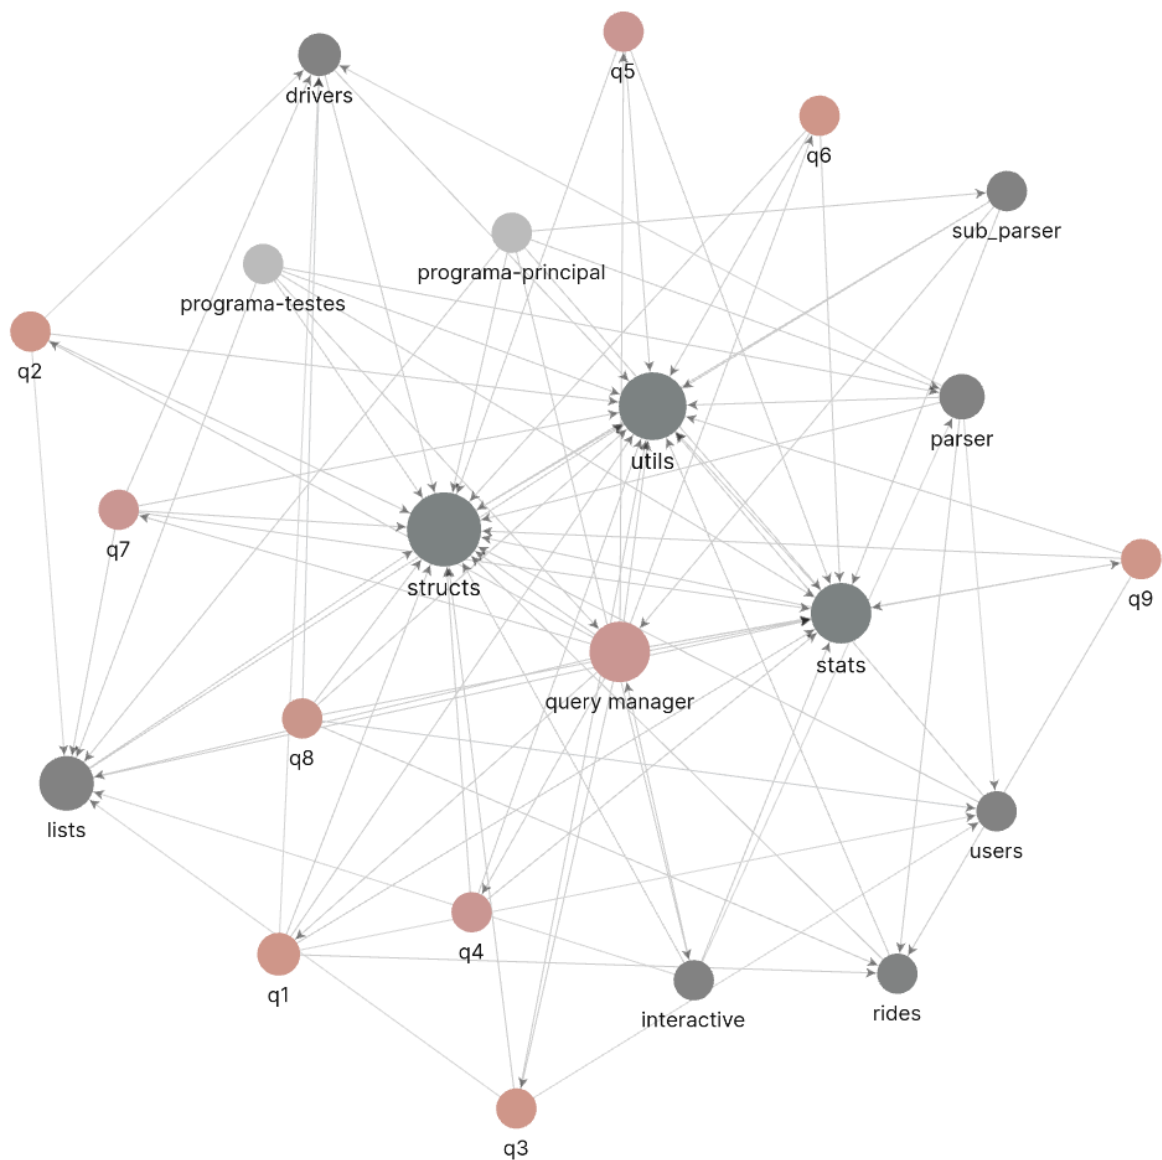 q5
drivers
q6
sub_parser
programa-principal
programa-testes
q2
parser
utils
q7
structs
q9
stats
query manager
q8
lists
users
q4
q1
rides
interactive
q3